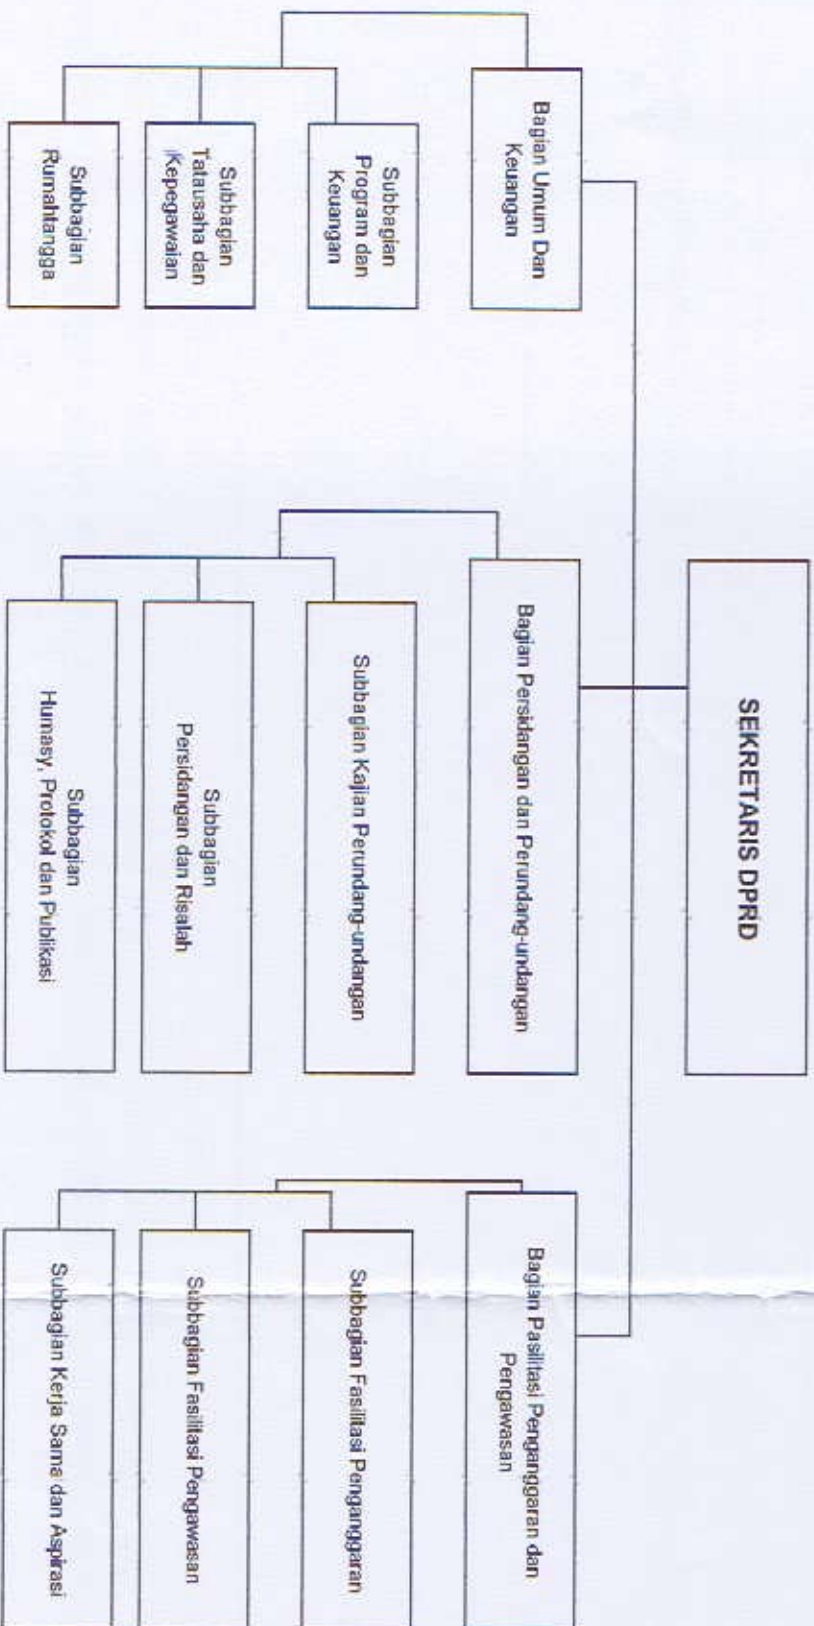 SEKRETARIS DPRD
Bagian Umum Dan
Keuangan
Subbagian
Program dan
Keuangan
Subbagian
Tatausaha dan
Kepegawaian
Subbagian
Rumahtangga
Bagian Persidangan dan Perundang-undangan
Subbagian Kajian Perundang-undangan
Subbagian
Persidangan dan Risalah
Subbagian
Humasy, Protokol dan Publikasi
Bagian Pasilitasi Penganggaran dan
Pengawasan
Subbagian Fasilitasi Penganggaran
Subbagian Fasilitasi Pengawasan
Subbagian Kerja Sama dan Aspirasi